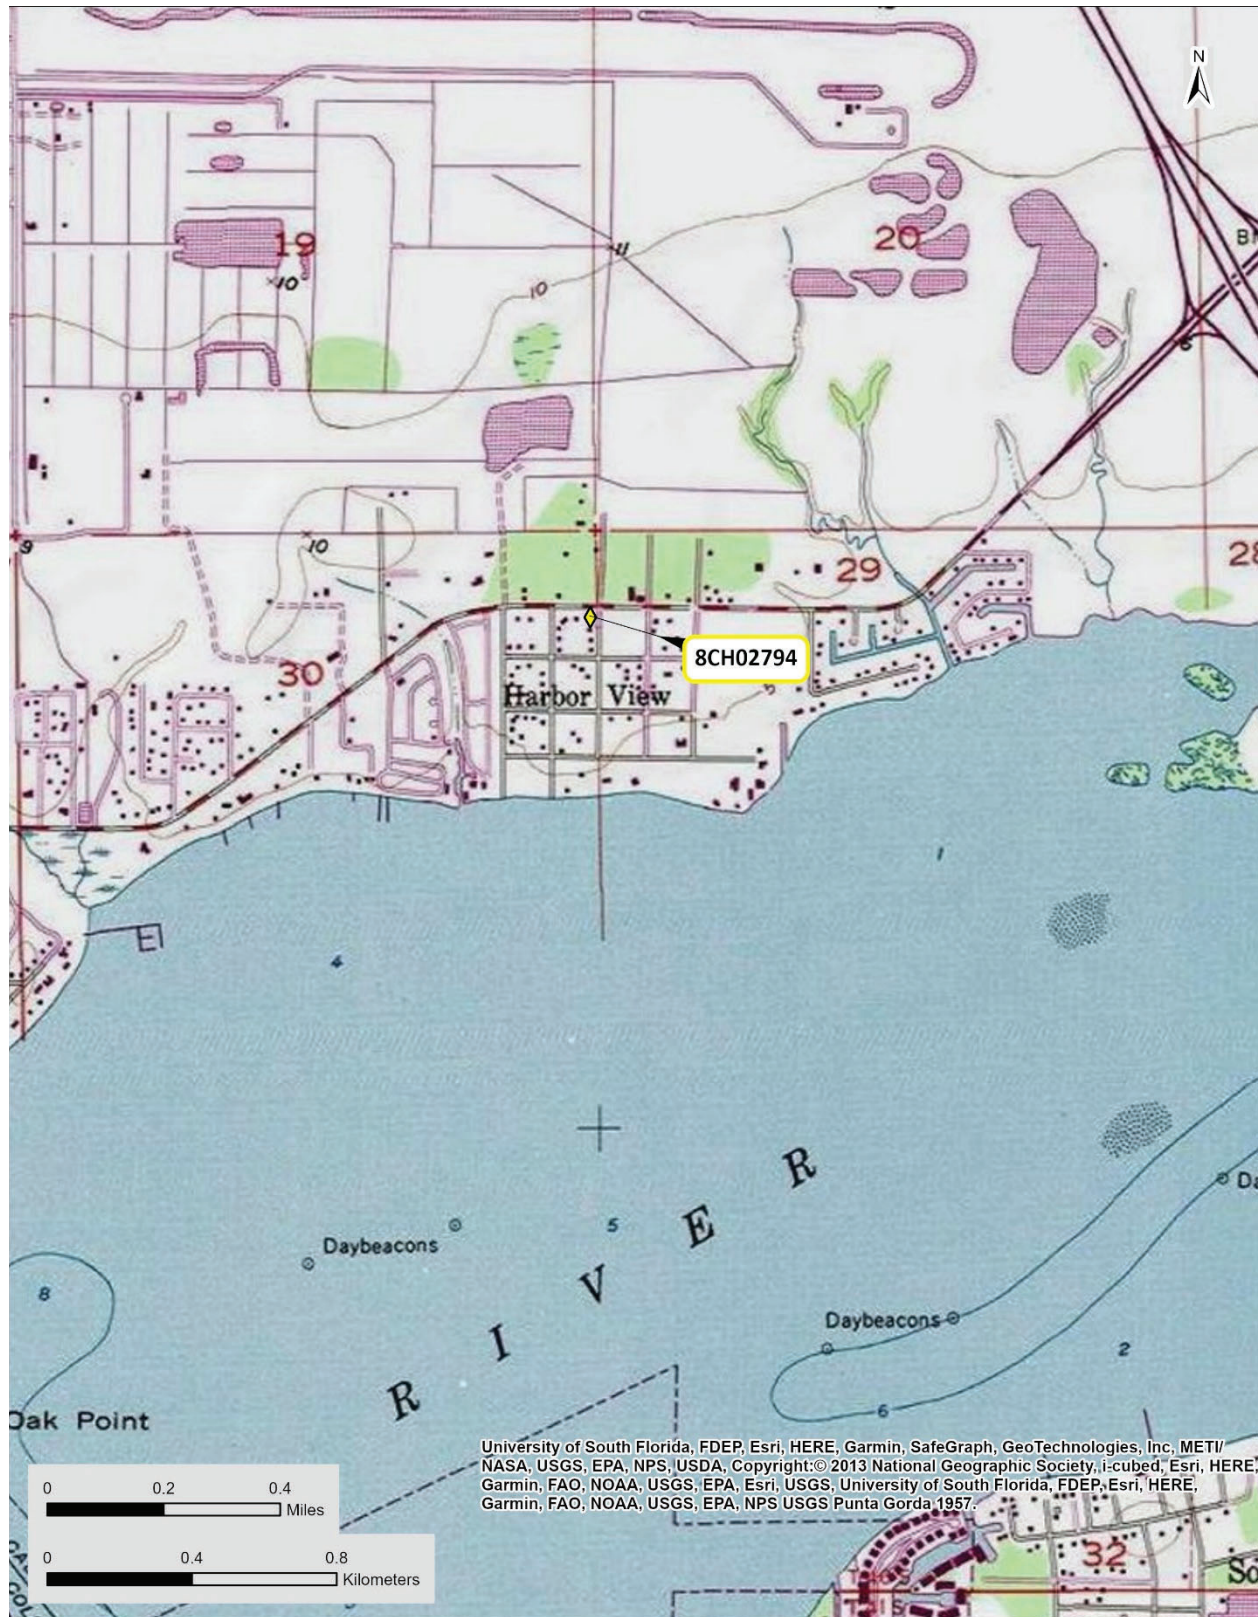 N
19
20
10
11
10
9
10
6
29
28
30
8CH02794
Harbor View
5
1
4
5
R I V E R
Daybeacons
8
Daybeacons
2
6
Oak Point
University of South Florida, FDEP, Esri, HERE, Garmin, SafeGraph, GeoTechnologies, Inc, METI/
NASA, USGS, EPA, NPS, USDA, Copyright:© 2013 National Geographic Society, i-cubed, Esri, HERE,
Garmin, FAO, NOAA, USGS, EPA, Esri, USGS, University of South Florida, FDEP, Esri, HERE,
Garmin, FAO, NOAA, USGS, EPA, NPS USGS Punta Gorda 1957.
0 0.2 0.4
Miles
0 0.4 0.8
Kilometers
32
So
T 41 S